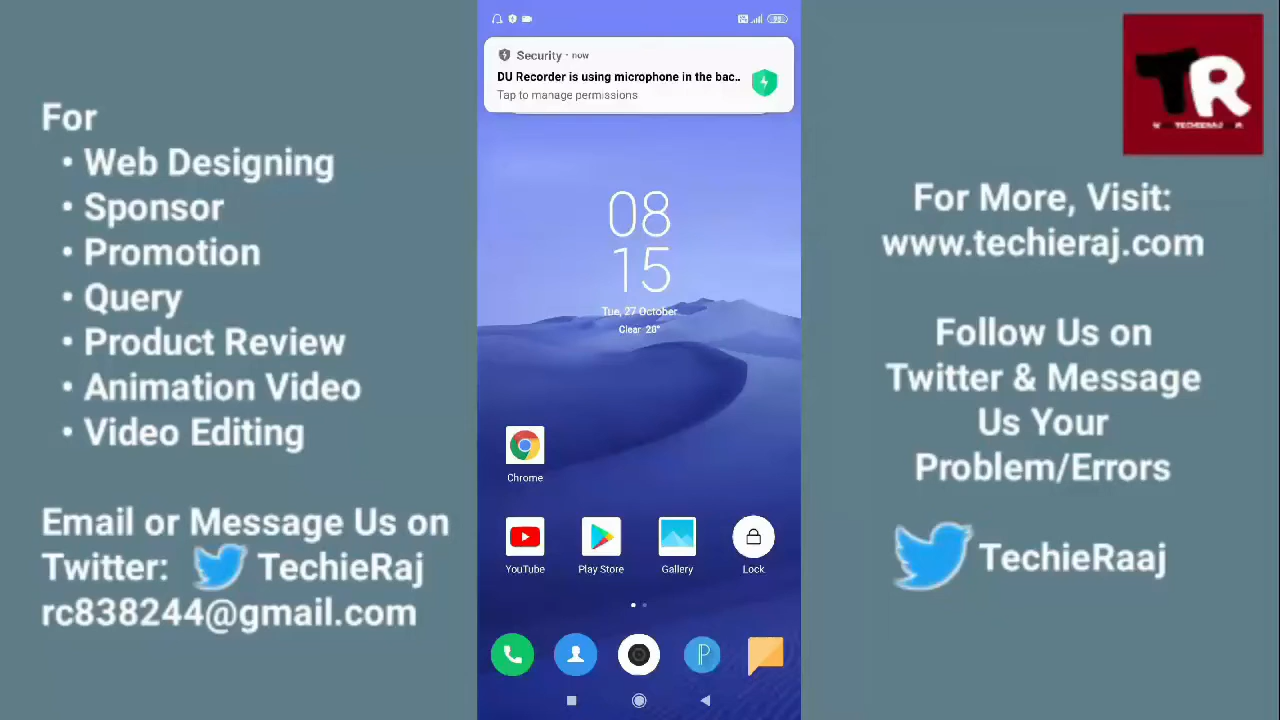 For
• Web Designing
• Sponsor
• Promotion
• Query
• Product Review
• Animation Video
• Video Editing
Email or Message Us on
Twitter: TechieRaj
rc838244@gmail.com
Security · now
DU Recorder is using microphone in the bac..
Tap to manage permissions
08
15
Tue, 27 October
Clear 28°
Chrome
YouTube
Play Store
Gallery
Lock
TR
For More, Visit:
www.techieraj.com
Follow Us on
Twitter & Message
Us Your
Problem/Errors
TechieRaaj